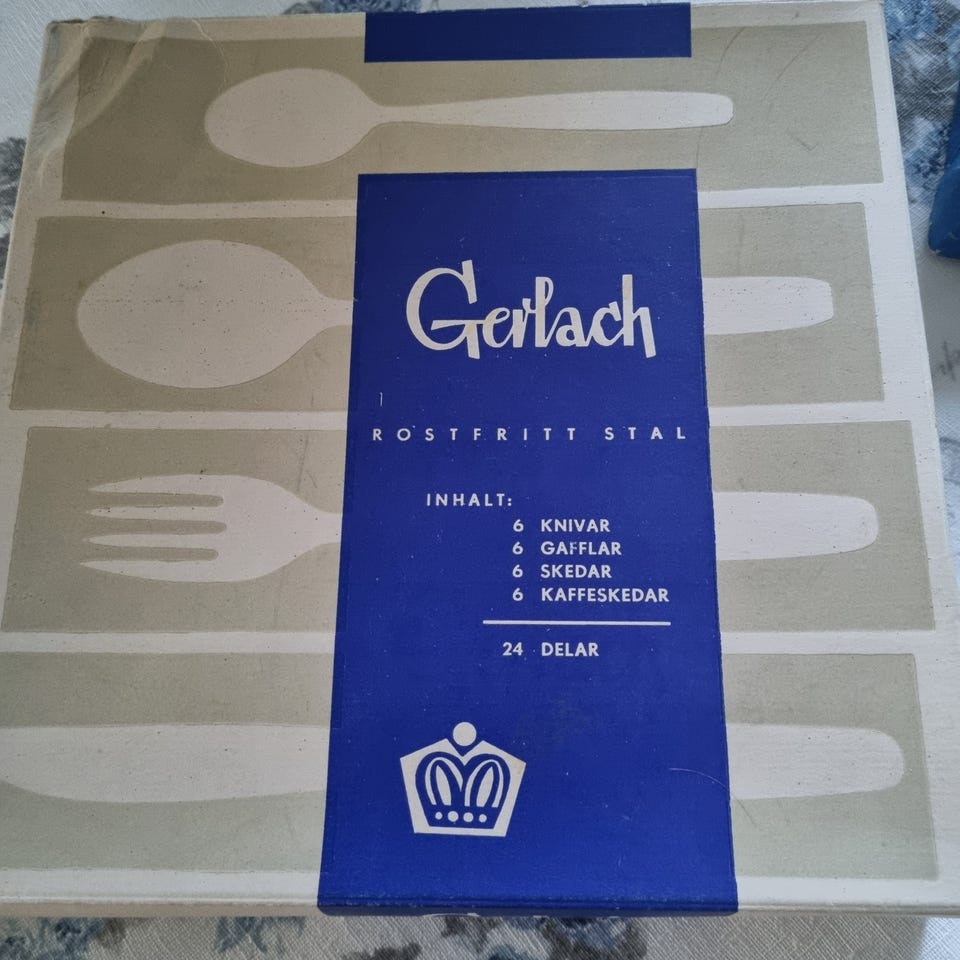 Gerlach
ROSTFRITT STAL
INHALT:
6 KNIVAR
6 GAFFLAR
6 SKEDAR
6 KAFFESKEDAR
24 DELAR